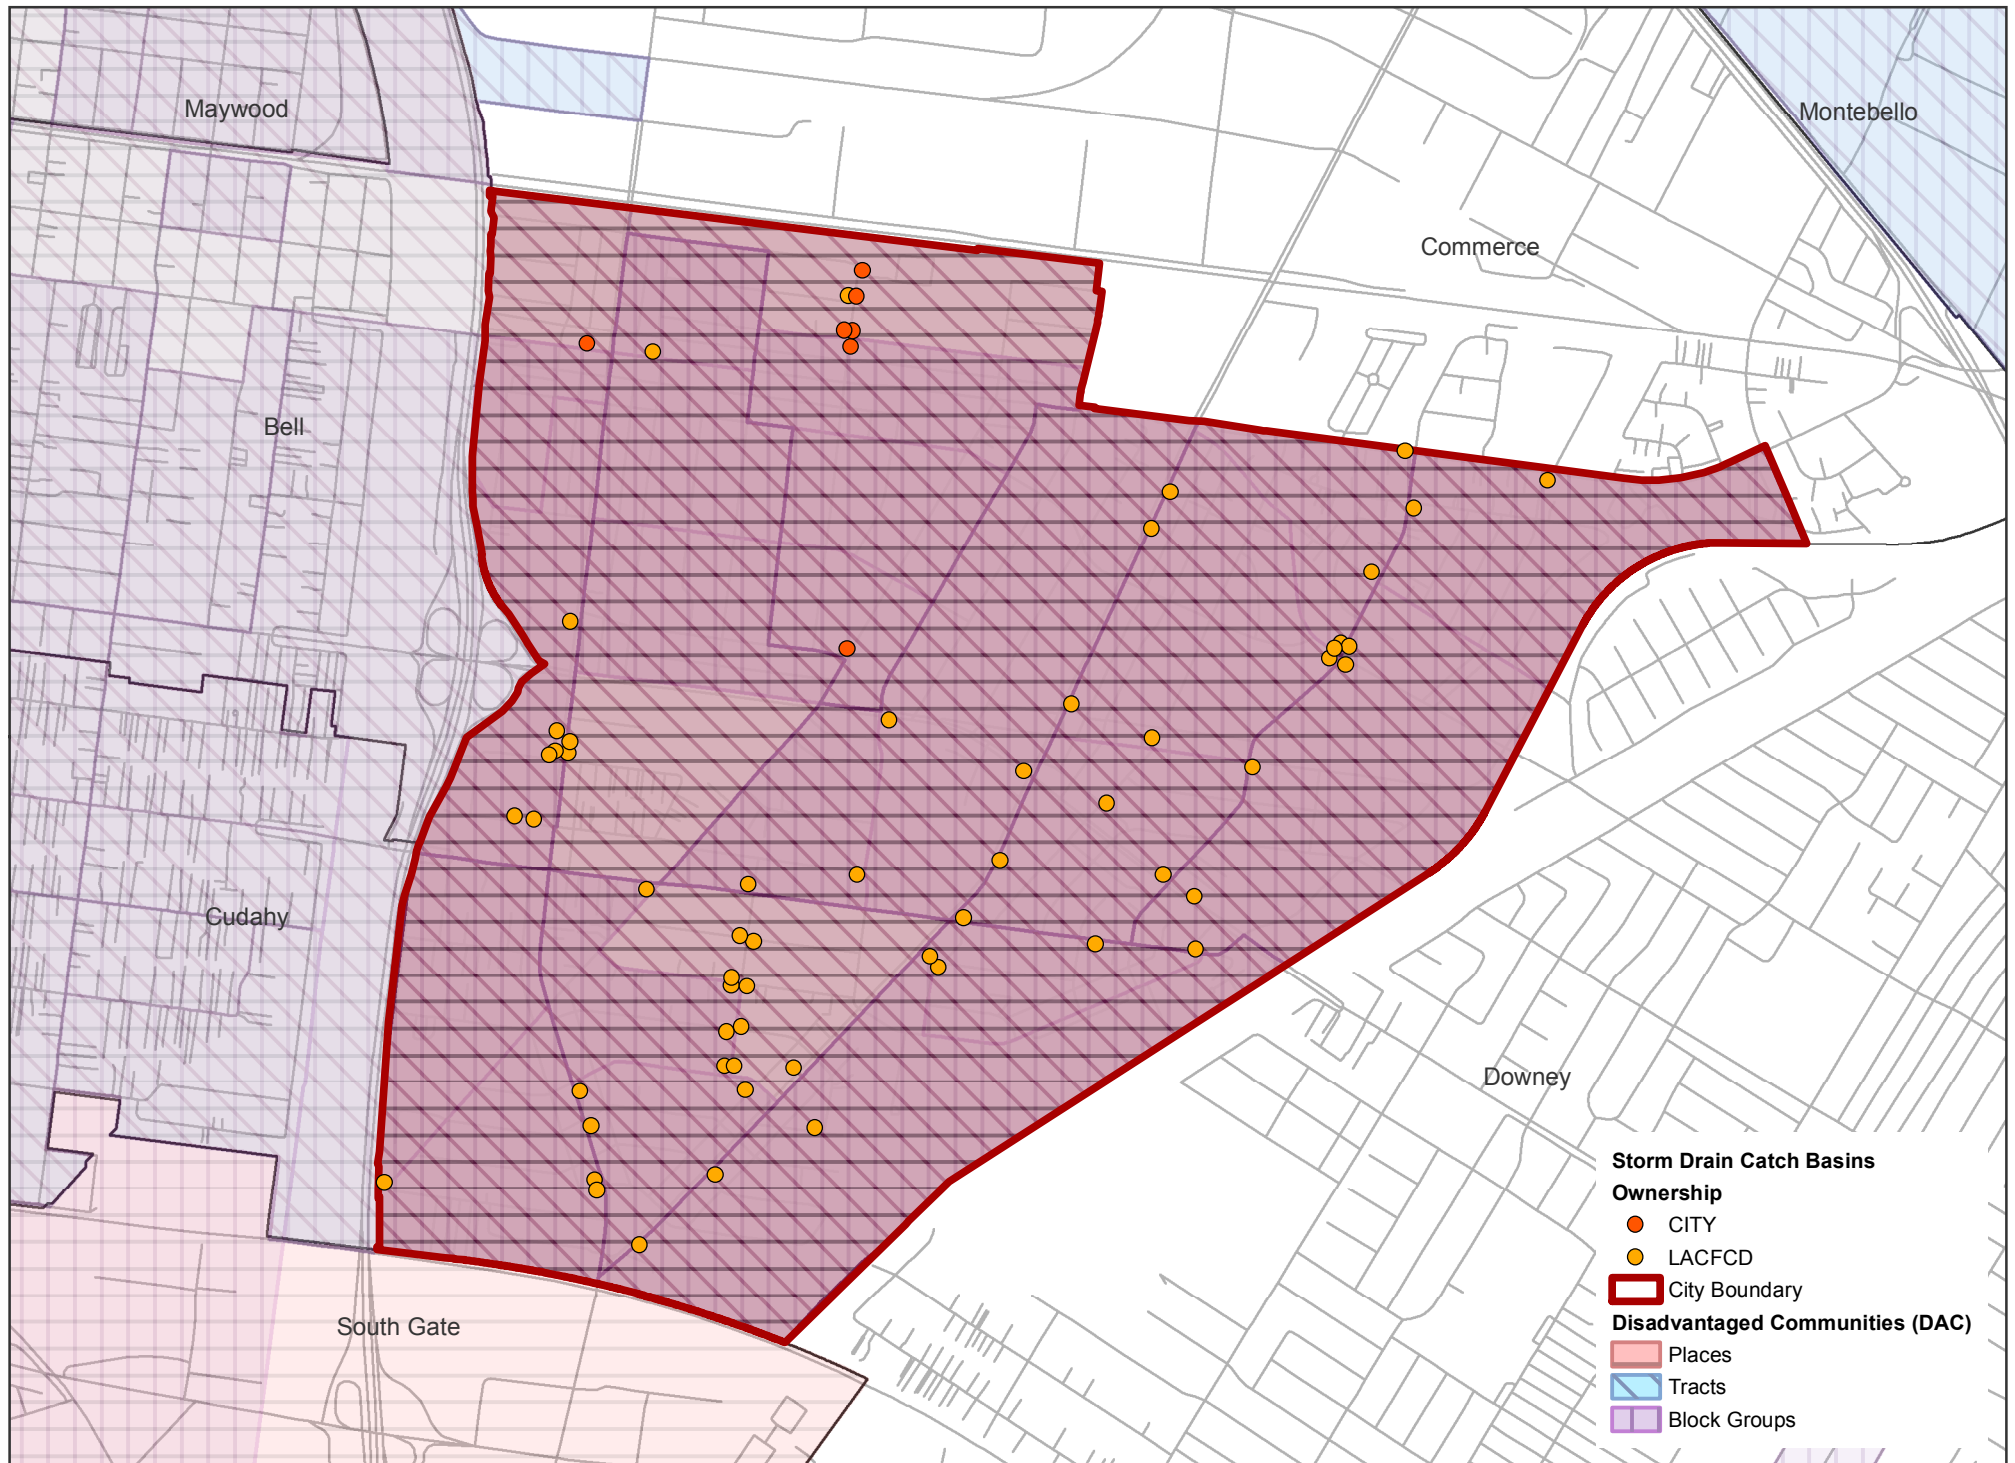 Maywood
Montebello
Commerce
Bell
Cudahy
Downey
South Gate
Storm Drain Catch Basins
Ownership
CITY
LACFCD
City Boundary
Disadvantaged Communities (DAC)
Places
Tracts
Block Groups